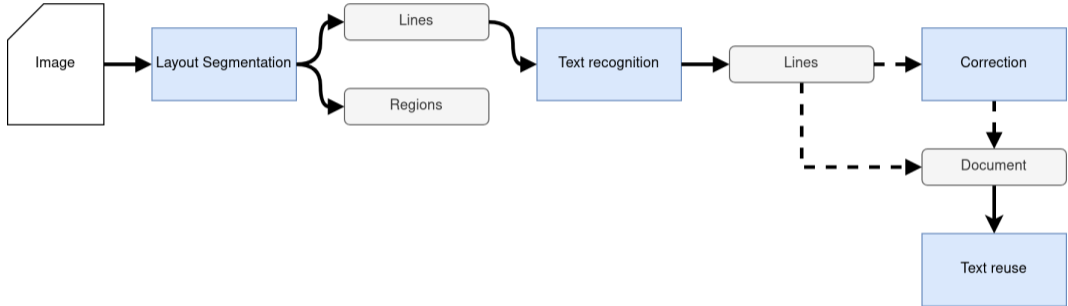 Image
Layout Segmentation
Lines
Regions
Text recognition
Lines
Correction
Document
Text reuse